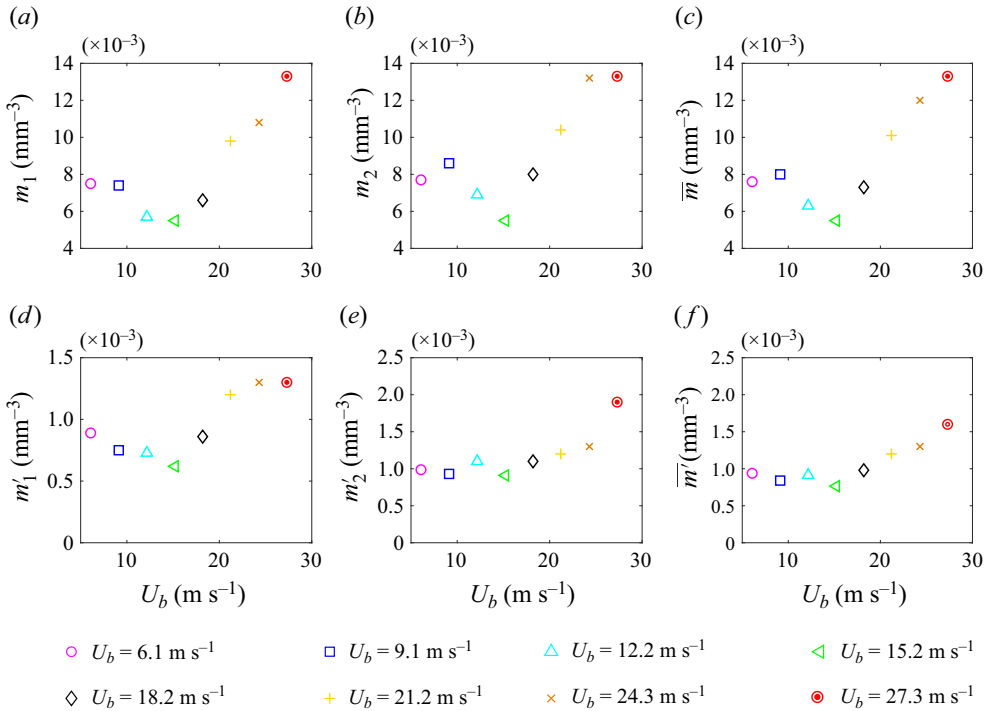 (a) (b) (c)
(×10⁻³) (×10⁻³) (×10⁻³)
14 14 14
12 12 12
10 10 10
8 8 8
6 6 6
4 4 4
m₁ (mm⁻³) m₂ (mm⁻³) m̅ (mm⁻³)
10 20 30 10 20 30 10 20 30
(d) (e) (f)
(×10⁻³) (×10⁻³) (×10⁻³)
1.5 2.5 2.5
2.0 2.0
1.0 1.5 1.5
1.0 1.0
0.5 0.5 0.5
0 0 0
m′₁ (mm⁻³) m′₂ (mm⁻³) m̅′ (mm⁻³)
10 20 30 10 20 30 10 20 30
U_b (m s⁻¹) U_b (m s⁻¹) U_b (m s⁻¹)
U_b = 6.1 m s⁻¹ U_b = 9.1 m s⁻¹ U_b = 12.2 m s⁻¹ U_b = 15.2 m s⁻¹
U_b = 18.2 m s⁻¹ U_b = 21.2 m s⁻¹ U_b = 24.3 m s⁻¹ U_b = 27.3 m s⁻¹